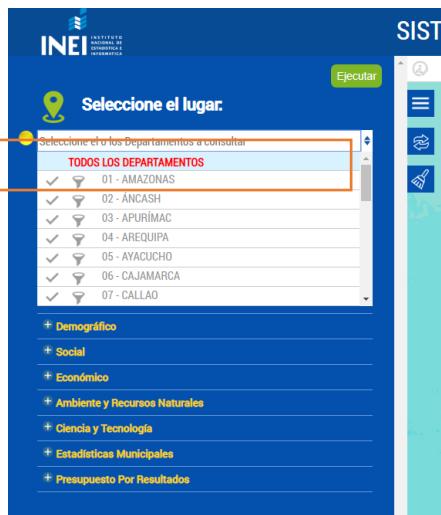 INEI
INSTITUTO
NACIONAL DE
ESTADÍSTICA E
INFORMÁTICA
SIST
Ejecutar
Seleccione el lugar:
Seleccione el o los Departamentos a consultar
TODOS LOS DEPARTAMENTOS
01 - AMAZONAS
02 - ÁNCASH
03 - APURÍMAC
04 - AREQUIPA
05 - AYACUCHO
06 - CAJAMARCA
07 - CALLAO
Demográfico
Social
Económico
Ambiente y Recursos Naturales
Ciencia y Tecnología
Estadísticas Municipales
Presupuesto Por Resultados